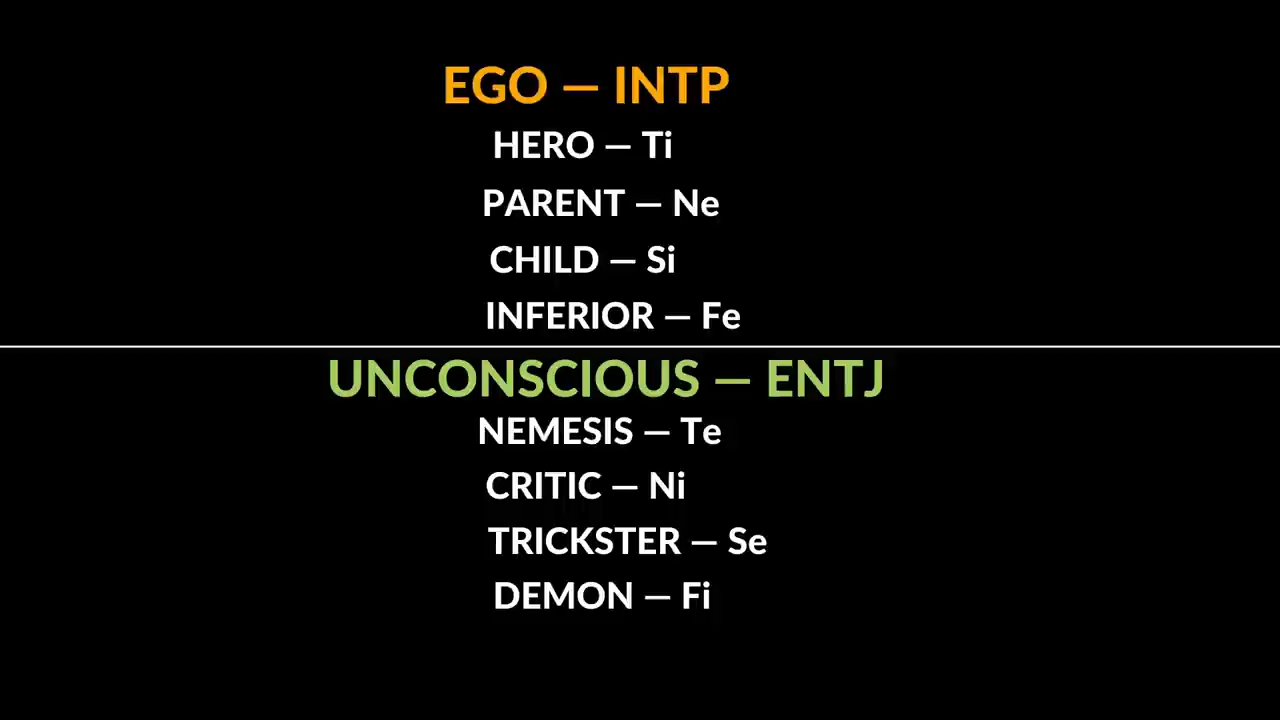 EGO — INTP
HERO — Ti
PARENT — Ne
CHILD — Si
INFERIOR — Fe
UNCONSCIOUS — ENTJ
NEMESIS — Te
CRITIC — Ni
TRICKSTER — Se
DEMON — Fi